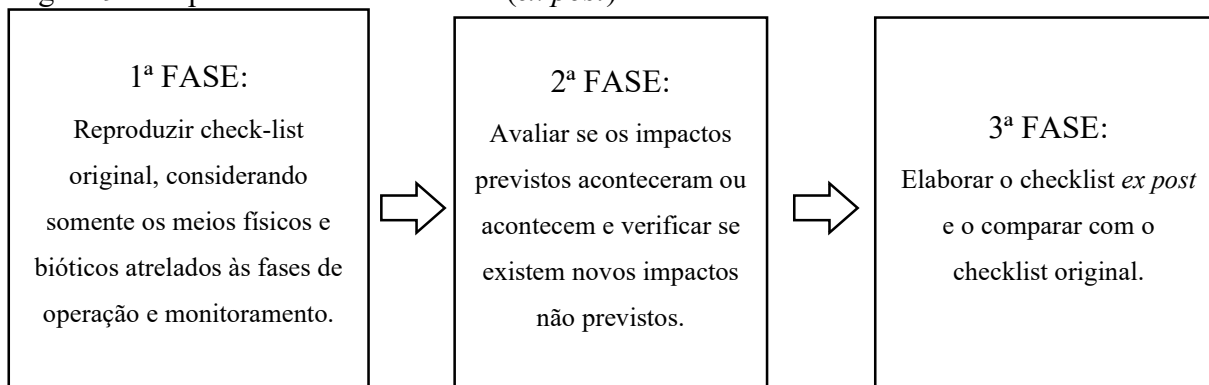 (ex post)
1ª FASE:
Reproduzir check-list
original, considerando
somente os meios físicos e
bióticos atrelados às fases de
operação e monitoramento.
2ª FASE:
Avaliar se os impactos
previstos aconteceram ou
acontecem e verificar se
existem novos impactos
não previstos.
3ª FASE:
Elaborar o checklist ex post
e o comparar com o
checklist original.